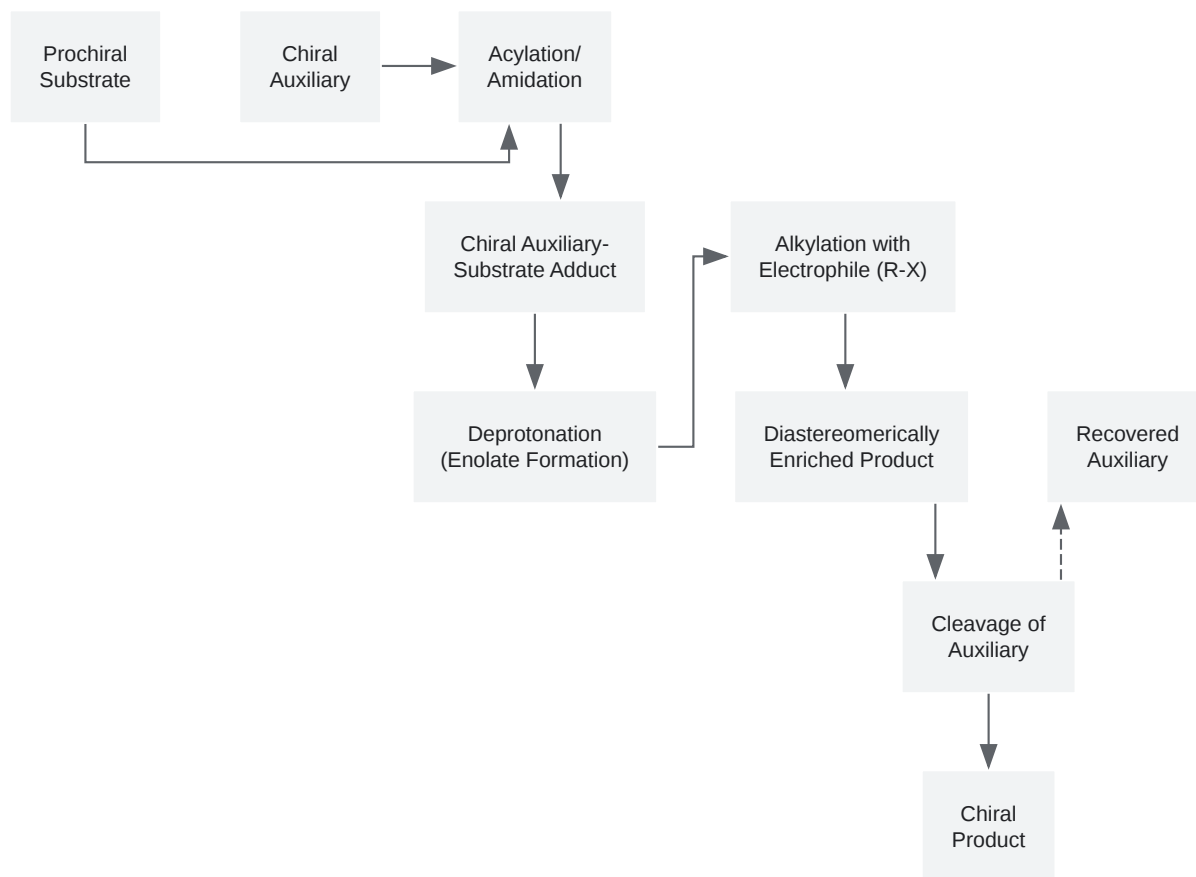 Prochiral
Substrate
Chiral
Auxiliary
Acylation/
Amidation
Chiral Auxiliary-
Substrate Adduct
Alkylation with
Electrophile (R-X)
Deprotonation
(Enolate Formation)
Diastereomerically
Enriched Product
Recovered
Auxiliary
Cleavage of
Auxiliary
Chiral
Product